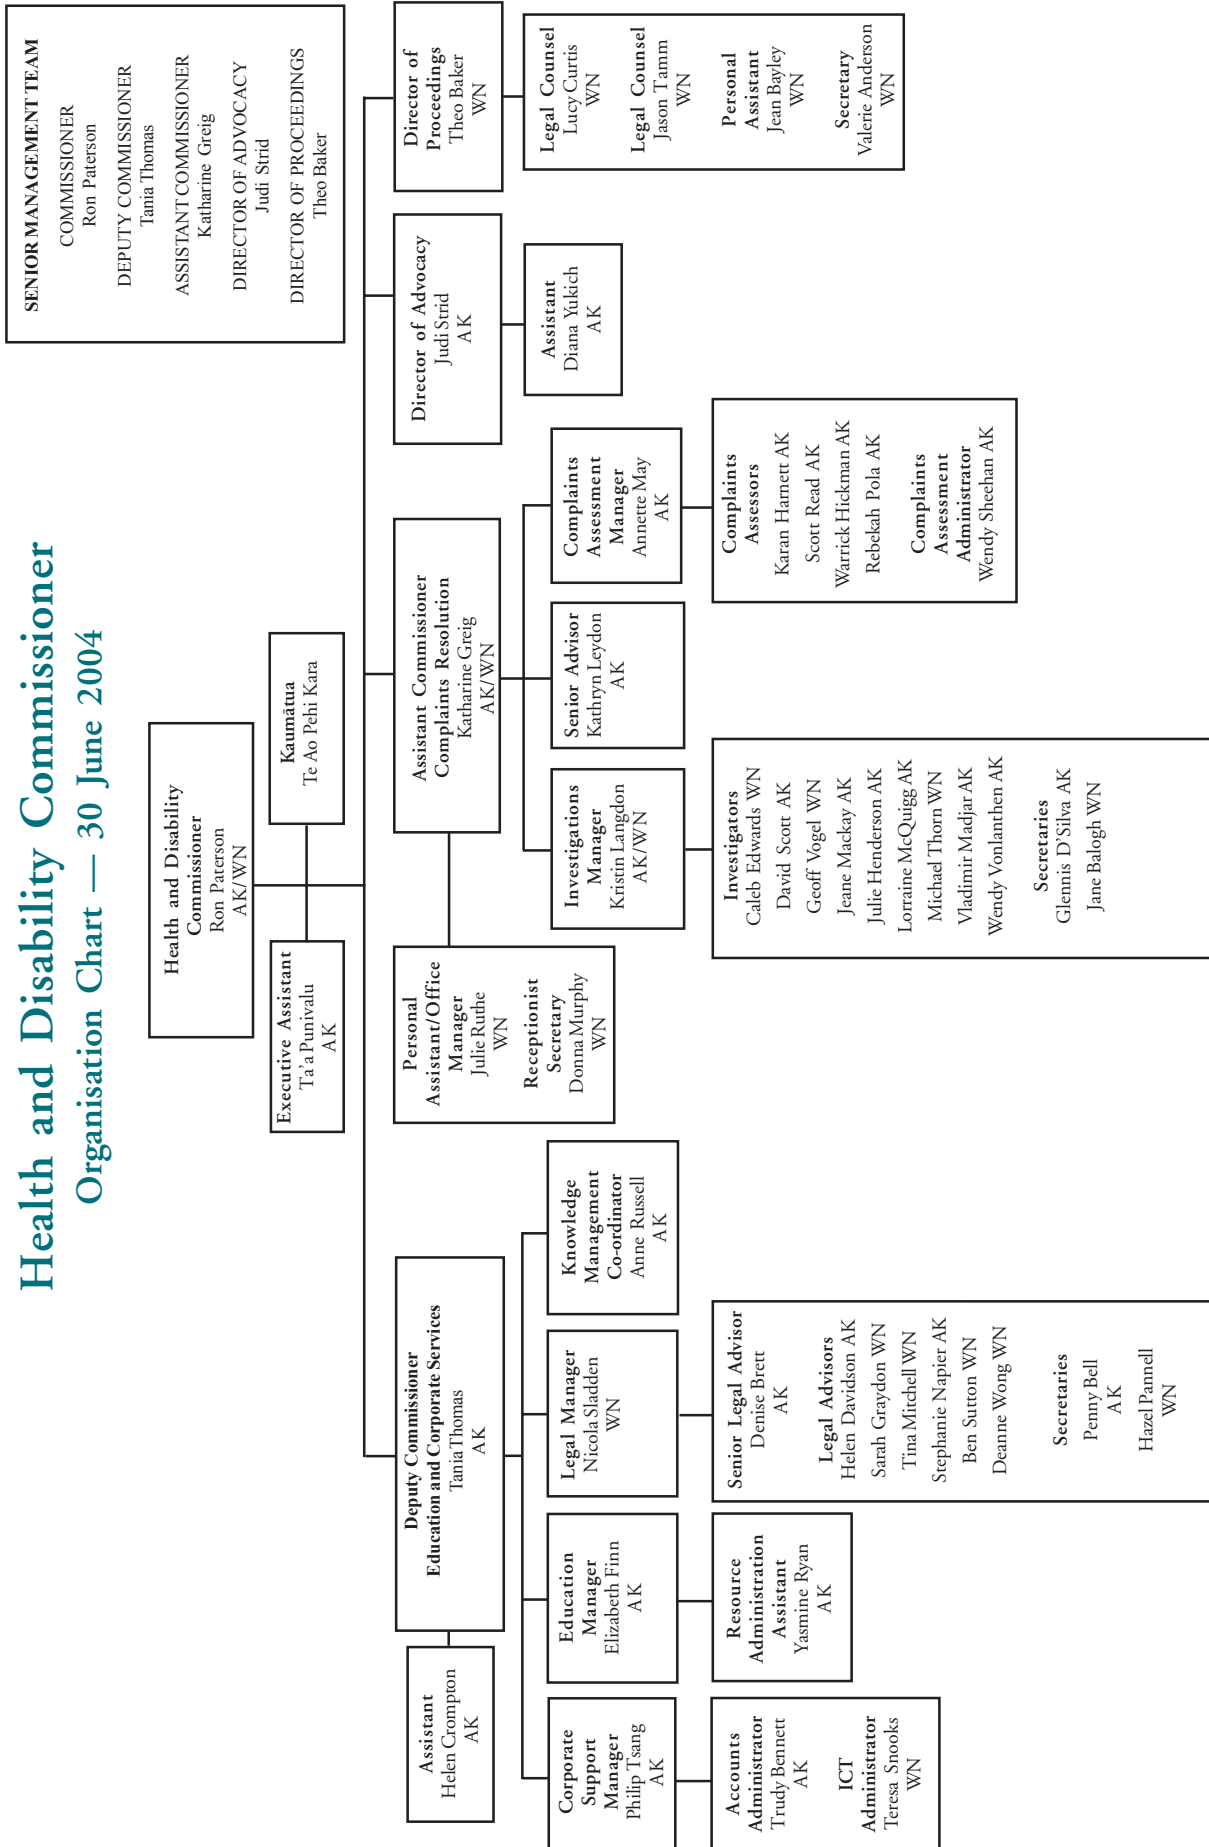 Health and Disability Commissioner
Organisation Chart — 30 June 2004
SENIOR MANAGEMENT TEAM
COMMISSIONER
Ron Paterson
DEPUTY COMMISSIONER
Tania Thomas
ASSISTANT COMMISSIONER
Katharine Greig
DIRECTOR OF ADVOCACY
Judi Strid
DIRECTOR OF PROCEEDINGS
Theo Baker
Health and Disability
Commissioner
Ron Paterson
AK/WN
Executive Assistant
Ta'a Punivalu
AK
Kaumātua
Te Ao Pehi Kara
Assistant
Helen Crompton
AK
Deputy Commissioner
Education and Corporate Services
Tania Thomas
AK
Personal
Assistant/Office
Manager
Julie Ruthe
WN
Receptionist
Secretary
Donna Murphy
WN
Assistant Commissioner
Complaints Resolution
Katharine Greig
AK/WN
Director of Advocacy
Judi Strid
AK
Director of
Proceedings
Theo Baker
WN
Corporate
Support
Manager
Philip Tsang
AK
Education
Manager
Elizabeth Finn
AK
Legal Manager
Nicola Sladden
WN
Knowledge
Management
Co-ordinator
Anne Russell
AK
Investigations
Manager
Kristin Langdon
AK/WN
Senior Advisor
Kathryn Leydon
AK
Complaints
Assessment
Manager
Annette May
AK
Assistant
Diana Yukich
AK
Legal Counsel
Lucy Curtis
WN
Legal Counsel
Jason Tamm
WN
Personal
Assistant
Jean Bayley
WN
Secretary
Valerie Anderson
WN
Accounts
Administrator
Trudy Bennett
AK
ICT
Administrator
Teresa Snooks
WN
Resource
Administration
Assistant
Yasmine Ryan
AK
Senior Legal Advisor
Denise Brett
AK
Legal Advisors
Helen Davidson AK
Sarah Graydon WN
Tina Mitchell WN
Stephanie Napier AK
Ben Sutton WN
Deanne Wong WN
Secretaries
Penny Bell
AK
Hazel Pannell
WN
Investigators
Caleb Edwards WN
David Scott AK
Geoff Vogel WN
Jeane Mackay AK
Julie Henderson AK
Lorraine McQuigg AK
Michael Thorn WN
Vladimir Madjar AK
Wendy Vonlanthen AK
Secretaries
Glennis D'Silva AK
Jane Balogh WN
Complaints
Assessors
Karan Harnett AK
Scott Read AK
Warrick Hickman AK
Rebekah Pola AK
Complaints
Assessment
Administrator
Wendy Sheehan AK